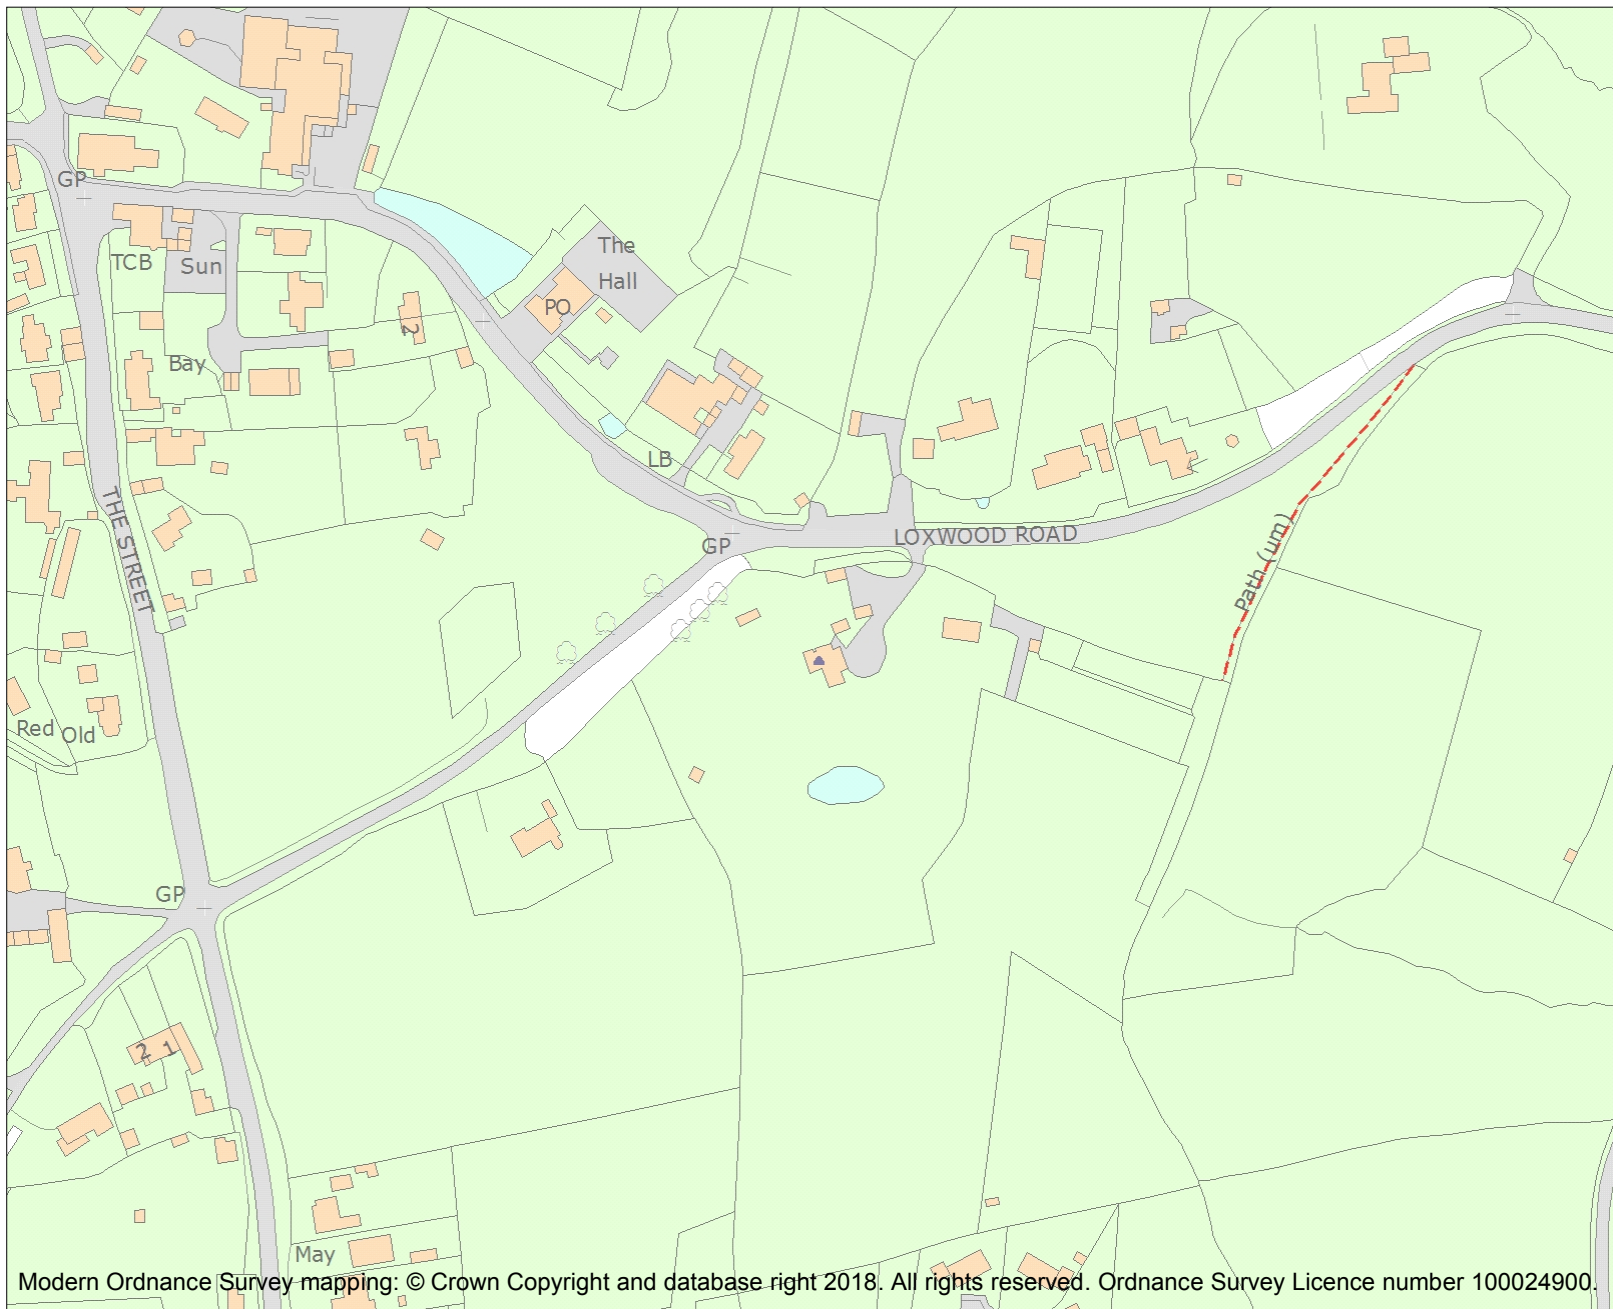 GP
TCB
Sun
The
Hall
PO
2
Bay
LB
THE STREET
GP
LOXWOOD ROAD
Path (um)
Red
Old
GP
2
1
May
Modern Ordnance Survey mapping: © Crown Copyright and database right 2018. All rights reserved. Ordnance Survey Licence number 100024900.